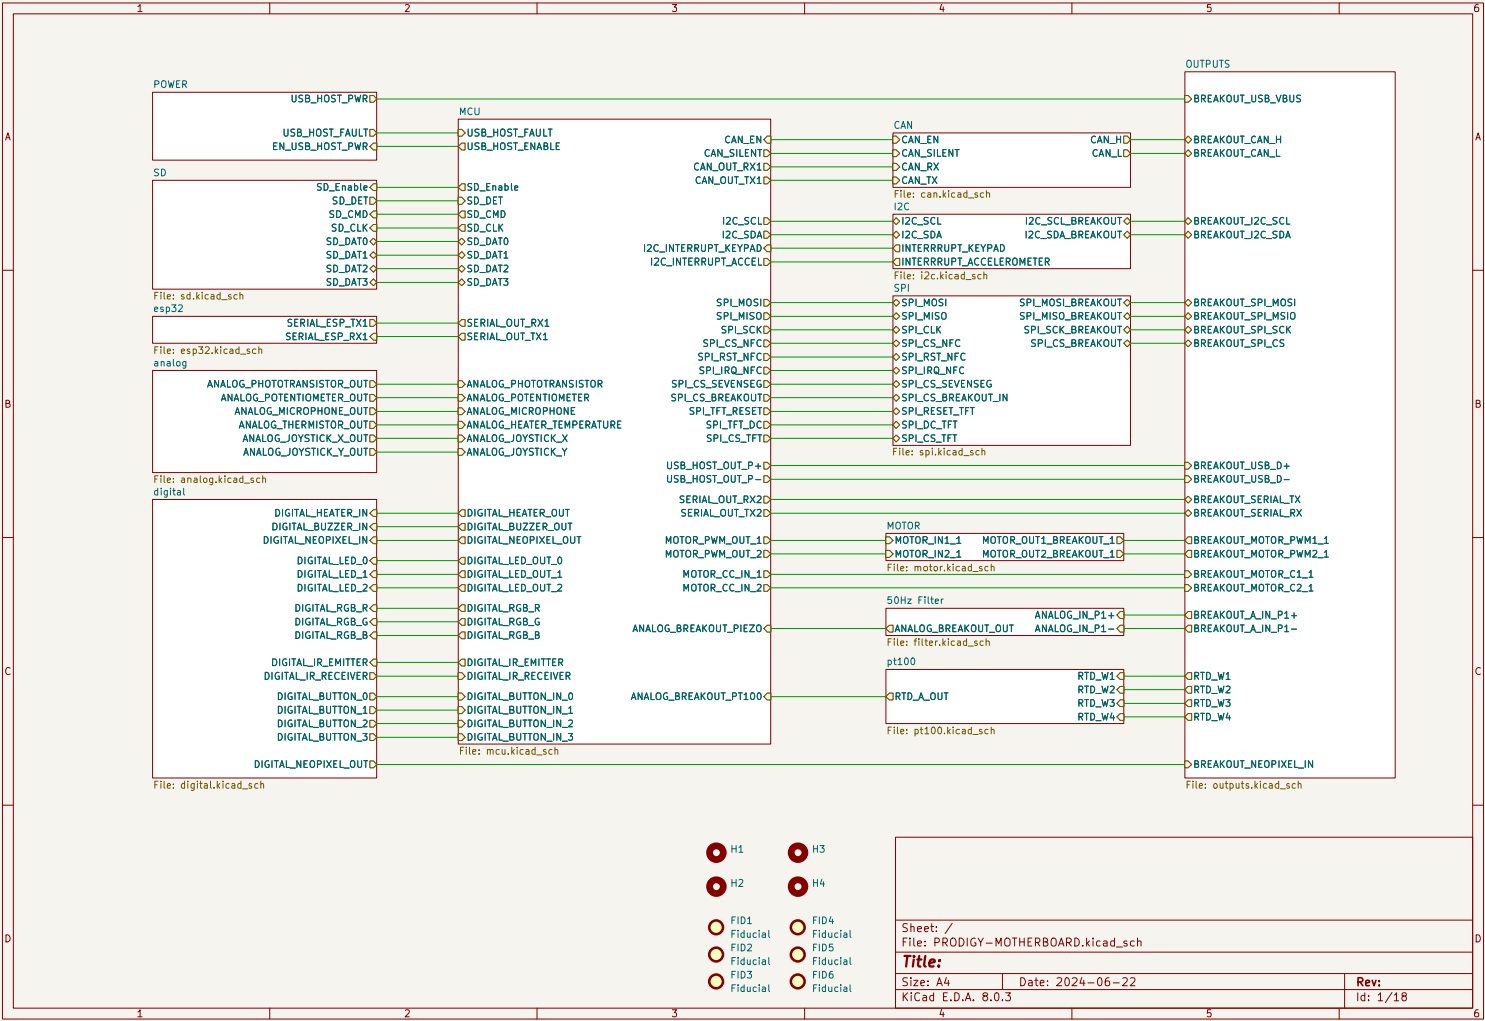 1 2 3 4 5 6
A
B
C
D
POWER
USB_HOST_PWR
USB_HOST_FAULT
EN_USB_HOST_PWR
SD
SD_Enable
SD_DET
SD_CMD
SD_CLK
SD_DAT0
SD_DAT1
SD_DAT2
SD_DAT3
File: sd.kicad_sch
esp32
SERIAL_ESP_TX1
SERIAL_ESP_RX1
File: esp32.kicad_sch
analog
ANALOG_PHOTOTRANSISTOR_OUT
ANALOG_POTENTIOMETER_OUT
ANALOG_MICROPHONE_OUT
ANALOG_THERMISTOR_OUT
ANALOG_JOYSTICK_X_OUT
ANALOG_JOYSTICK_Y_OUT
File: analog.kicad_sch
digital
DIGITAL_HEATER_IN
DIGITAL_BUZZER_IN
DIGITAL_NEOPIXEL_IN
DIGITAL_LED_0
DIGITAL_LED_1
DIGITAL_LED_2
DIGITAL_RGB_R
DIGITAL_RGB_G
DIGITAL_RGB_B
DIGITAL_IR_EMITTER
DIGITAL_IR_RECEIVER
DIGITAL_BUTTON_0
DIGITAL_BUTTON_1
DIGITAL_BUTTON_2
DIGITAL_BUTTON_3
DIGITAL_NEOPIXEL_OUT
File: digital.kicad_sch
MCU
USB_HOST_FAULT
USB_HOST_ENABLE
SD_Enable
SD_DET
SD_CMD
SD_CLK
SD_DAT0
SD_DAT1
SD_DAT2
SD_DAT3
SERIAL_OUT_RX1
SERIAL_OUT_TX1
ANALOG_PHOTOTRANSISTOR
ANALOG_POTENTIOMETER
ANALOG_MICROPHONE
ANALOG_HEATER_TEMPERATURE
ANALOG_JOYSTICK_X
ANALOG_JOYSTICK_Y
DIGITAL_HEATER_OUT
DIGITAL_BUZZER_OUT
DIGITAL_NEOPIXEL_OUT
DIGITAL_LED_OUT_0
DIGITAL_LED_OUT_1
DIGITAL_LED_OUT_2
DIGITAL_RGB_R
DIGITAL_RGB_G
DIGITAL_RGB_B
DIGITAL_IR_EMITTER
DIGITAL_IR_RECEIVER
DIGITAL_BUTTON_IN_0
DIGITAL_BUTTON_IN_1
DIGITAL_BUTTON_IN_2
DIGITAL_BUTTON_IN_3
CAN_EN
CAN_SILENT
CAN_OUT_RX1
CAN_OUT_TX1
I2C_SCL
I2C_SDA
I2C_INTERRUPT_KEYPAD
I2C_INTERRUPT_ACCEL
SPI_MOSI
SPI_MISO
SPI_SCK
SPI_CS_NFC
SPI_RST_NFC
SPI_IRQ_NFC
SPI_CS_SEVENSEG
SPI_CS_BREAKOUT
SPI_TFT_RESET
SPI_TFT_DC
SPI_CS_TFT
USB_HOST_OUT_P+
USB_HOST_OUT_P-
SERIAL_OUT_RX2
SERIAL_OUT_TX2
MOTOR_PWM_OUT_1
MOTOR_PWM_OUT_2
MOTOR_CC_IN_1
MOTOR_CC_IN_2
ANALOG_BREAKOUT_PIEZO
ANALOG_BREAKOUT_PT100
File: mcu.kicad_sch
CAN
CAN_EN CAN_H
CAN_SILENT CAN_L
CAN_RX
CAN_TX
File: can.kicad_sch
I2C
I2C_SCL I2C_SCL_BREAKOUT
I2C_SDA I2C_SDA_BREAKOUT
INTERRRUPT_KEYPAD
INTERRRUPT_ACCELEROMETER
File: i2c.kicad_sch
SPI
SPI_MOSI SPI_MOSI_BREAKOUT
SPI_MISO SPI_MISO_BREAKOUT
SPI_CLK SPI_SCK_BREAKOUT
SPI_CS_NFC SPI_CS_BREAKOUT
SPI_RST_NFC
SPI_IRQ_NFC
SPI_CS_SEVENSEG
SPI_CS_BREAKOUT_IN
SPI_RESET_TFT
SPI_DC_TFT
SPI_CS_TFT
File: spi.kicad_sch
MOTOR
MOTOR_IN1_1 MOTOR_OUT1_BREAKOUT_1
MOTOR_IN2_1 MOTOR_OUT2_BREAKOUT_1
File: motor.kicad_sch
50Hz Filter
ANALOG_IN_P1+
ANALOG_BREAKOUT_OUT ANALOG_IN_P1-
File: filter.kicad_sch
pt100
RTD_W1
RTD_W2
RTD_A_OUT
RTD_W3
RTD_W4
File: pt100.kicad_sch
OUTPUTS
BREAKOUT_USB_VBUS
BREAKOUT_CAN_H
BREAKOUT_CAN_L
BREAKOUT_I2C_SCL
BREAKOUT_I2C_SDA
BREAKOUT_SPI_MOSI
BREAKOUT_SPI_MSIO
BREAKOUT_SPI_SCK
BREAKOUT_SPI_CS
BREAKOUT_USB_D+
BREAKOUT_USB_D-
BREAKOUT_SERIAL_TX
BREAKOUT_SERIAL_RX
BREAKOUT_MOTOR_PWM1_1
BREAKOUT_MOTOR_PWM2_1
BREAKOUT_MOTOR_C1_1
BREAKOUT_MOTOR_C2_1
BREAKOUT_A_IN_P1+
BREAKOUT_A_IN_P1-
RTD_W1
RTD_W2
RTD_W3
RTD_W4
BREAKOUT_NEOPIXEL_IN
File: outputs.kicad_sch
A
B
C
D
H1 H3
H2 H4
FID1 FID4
Fiducial Fiducial
FID2 FID5
Fiducial Fiducial
FID3 FID6
Fiducial Fiducial
Sheet: /
File: PRODIGY-MOTHERBOARD.kicad_sch
Title:
Size: A4 Date: 2024-06-22 Rev:
KiCad E.D.A. 8.0.3 Id: 1/18
1 2 3 4 5 6